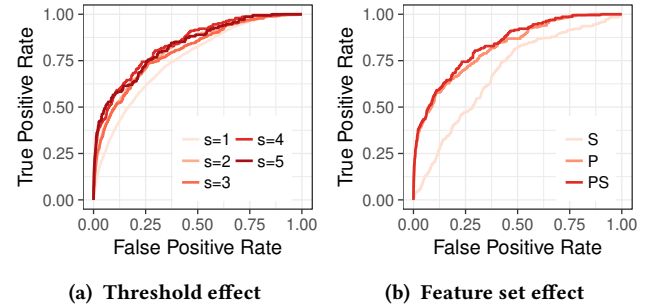 True Positive Rate
1.00
0.75
0.50
0.25
0.00
s=1 s=4
s=2 s=5
s=3
0.00 0.25 0.50 0.75 1.00
False Positive Rate
(a) Threshold effect
True Positive Rate
1.00
0.75
0.50
0.25
0.00
S
P
PS
0.00 0.25 0.50 0.75 1.00
False Positive Rate
(b) Feature set effect